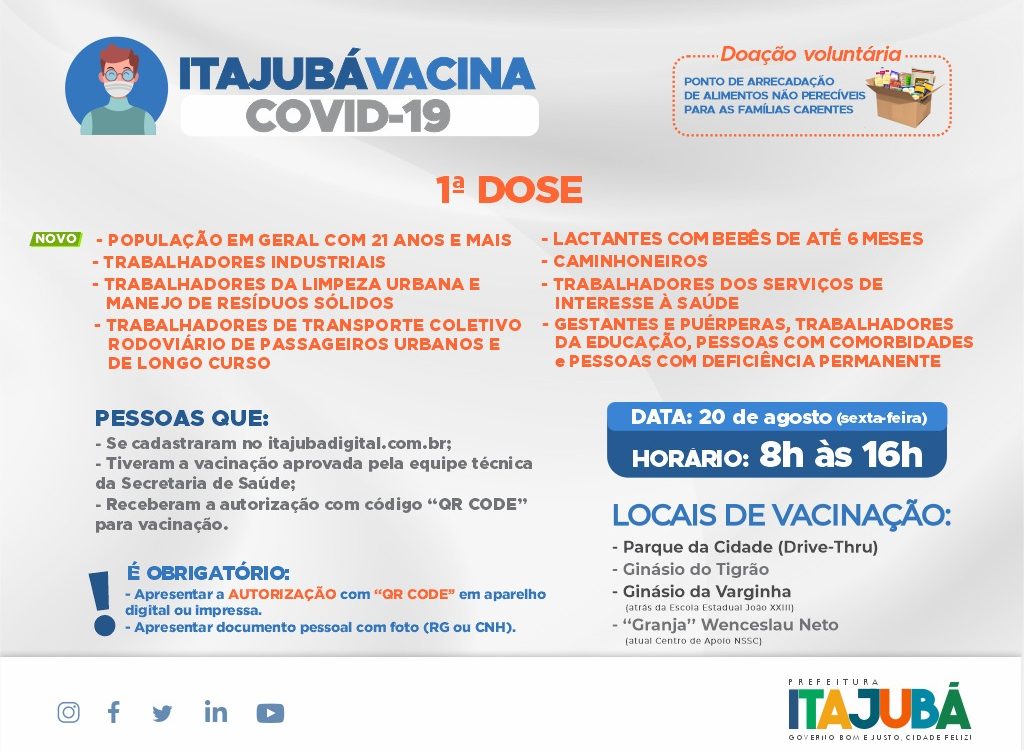 ITAJUBÁVACINA
COVID-19
Doação voluntária
PONTO DE ARRECADAÇÃO
DE ALIMENTOS NÃO PERECÍVEIS
PARA AS FAMÍLIAS CARENTES
1ª DOSE
NOVO
- POPULAÇÃO EM GERAL COM 21 ANOS E MAIS
- TRABALHADORES INDUSTRIAIS
- TRABALHADORES DA LIMPEZA URBANA E
MANEJO DE RESÍDUOS SÓLIDOS
- TRABALHADORES DE TRANSPORTE COLETIVO
RODOVIÁRIO DE PASSAGEIROS URBANOS E
DE LONGO CURSO
- LACTANTES COM BEBÊS DE ATÉ 6 MESES
- CAMINHONEIROS
- TRABALHADORES DOS SERVIÇOS DE
INTERESSE À SAÚDE
- GESTANTES E PUÉRPERAS, TRABALHADORES
DA EDUCAÇÃO, PESSOAS COM COMORBIDADES
e PESSOAS COM DEFICIÊNCIA PERMANENTE
PESSOAS QUE:
- Se cadastraram no itajubadigital.com.br;
- Tiveram a vacinação aprovada pela equipe técnica
da Secretaria de Saúde;
- Receberam a autorização com código “QR CODE”
para vacinação.
É OBRIGATÓRIO:
- Apresentar a AUTORIZAÇÃO com “QR CODE” em aparelho
digital ou impressa.
- Apresentar documento pessoal com foto (RG ou CNH).
DATA: 20 de agosto (sexta-feira)
HORÁRIO: 8h às 16h
LOCAIS DE VACINAÇÃO:
- Parque da Cidade (Drive-Thru)
- Ginásio do Tigrão
- Ginásio da Varginha
(atrás da Escola Estadual João XXIII)
- “Granja” Wenceslau Neto
(atual Centro de Apoio NSSC)
PREFEITURA
ITAJUBÁ
GOVERNO BOM E JUSTO, CIDADE FELIZ!